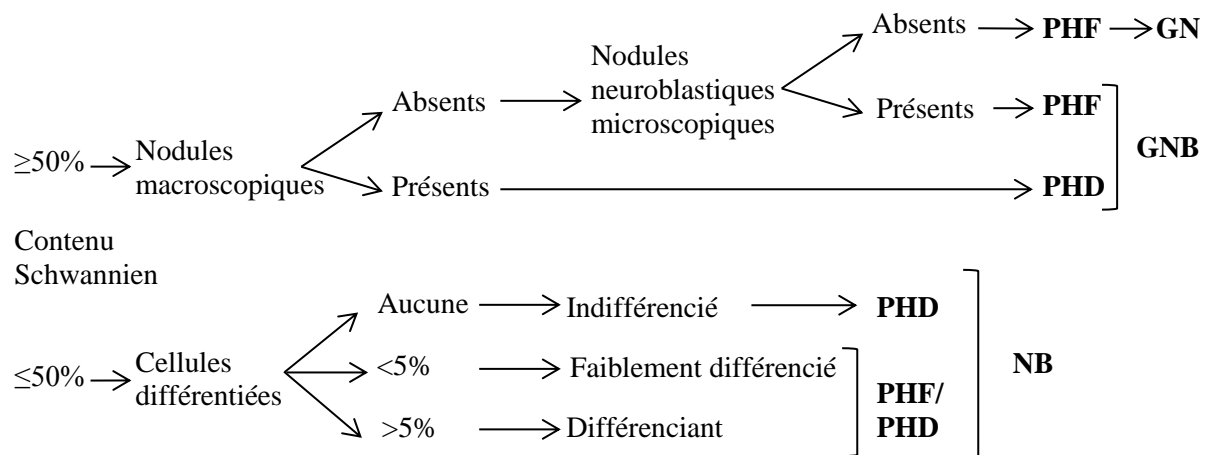 Absents PHF GN
Nodules
neuroblastiques
microscopiques
Absents
Présents PHF
GNB
≥50% Nodules
macroscopiques
Présents PHD
Contenu
Schwannien
Aucune Indifférencié PHD
≤50% Cellules
différentiées
<5% Faiblement différencié
NB
PHF/
PHD
>5% Différenciant